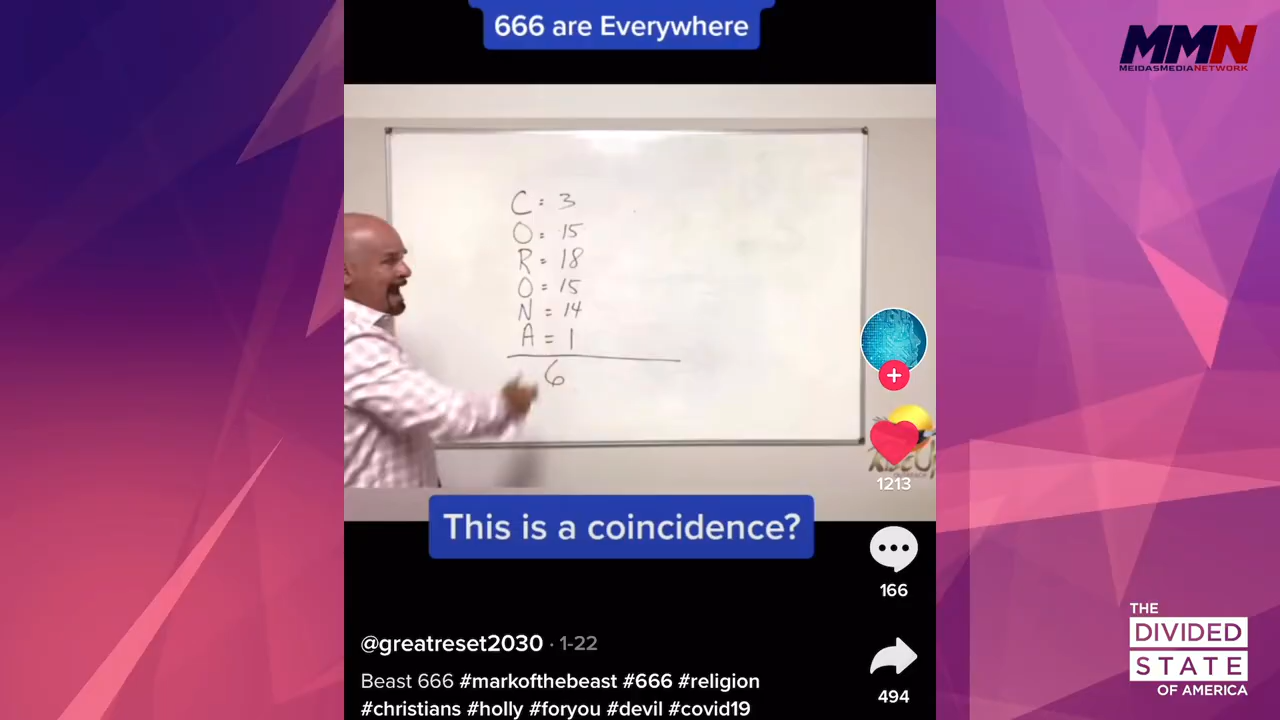 666 are Everywhere
MMN
MEIDASMEDIANETWORK
C = 3
O = 15
R = 18
O = 15
N = 14
A = 1
6
1213
This is a coincidence?
166
@greatreset2030 · 1-22
494
Beast 666 #markofthebeast #666 #religion
#christians #holly #foryou #devil #covid19
THE
DIVIDED
STATE
OF AMERICA